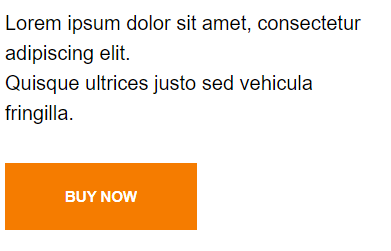 Lorem ipsum dolor sit amet, consectetur
adipiscing elit.
Quisque ultrices justo sed vehicula
fringilla.
BUY NOW